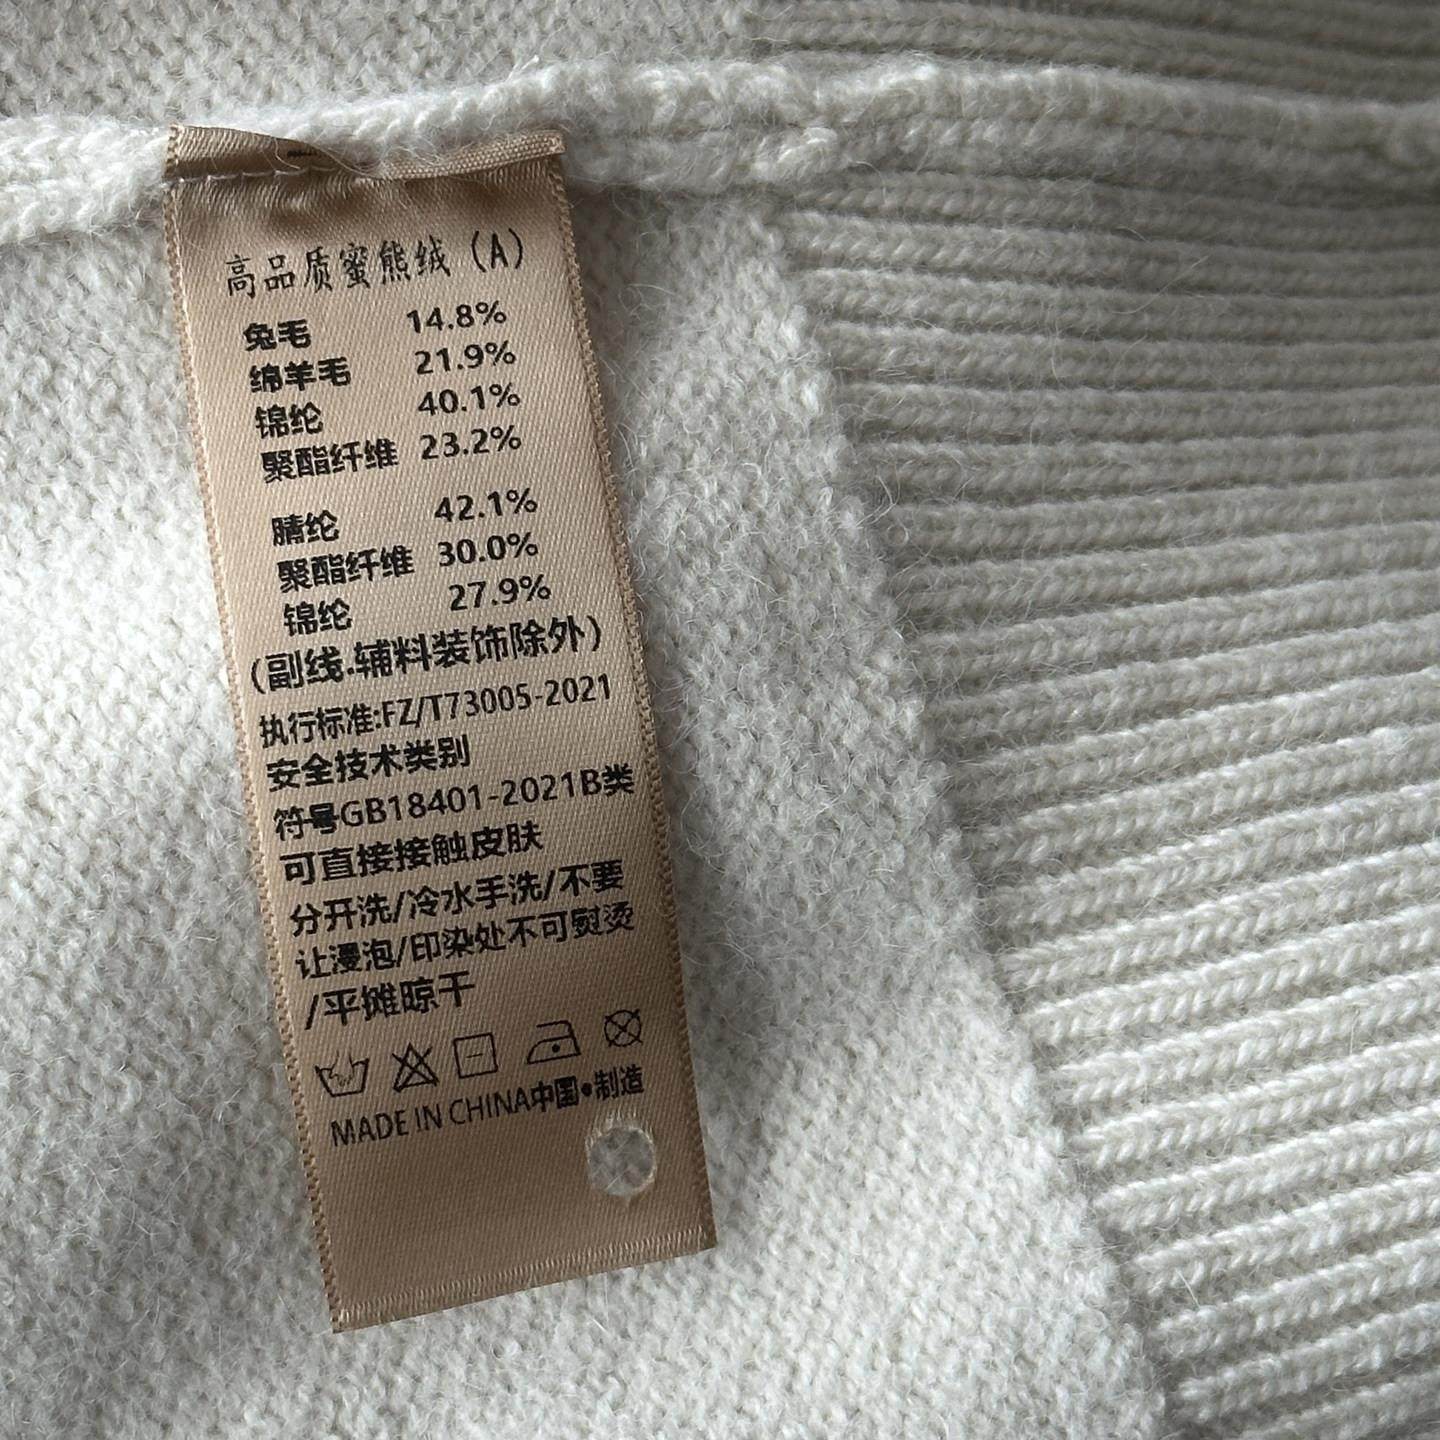 高品质蜜熊绒（A）
兔毛 14.8%
绵羊毛 21.9%
锦纶 40.1%
聚酯纤维 23.2%
腈纶 42.1%
聚酯纤维 30.0%
锦纶 27.9%
（副线.辅料装饰除外）
执行标准:FZ/T73005-2021
安全技术类别
符号GB18401-2021B类
可直接接触皮肤
分开洗/冷水手洗/不要
让漫泡/印染处不可熨烫
/平摊晾干
MADE IN CHINA中国•制造